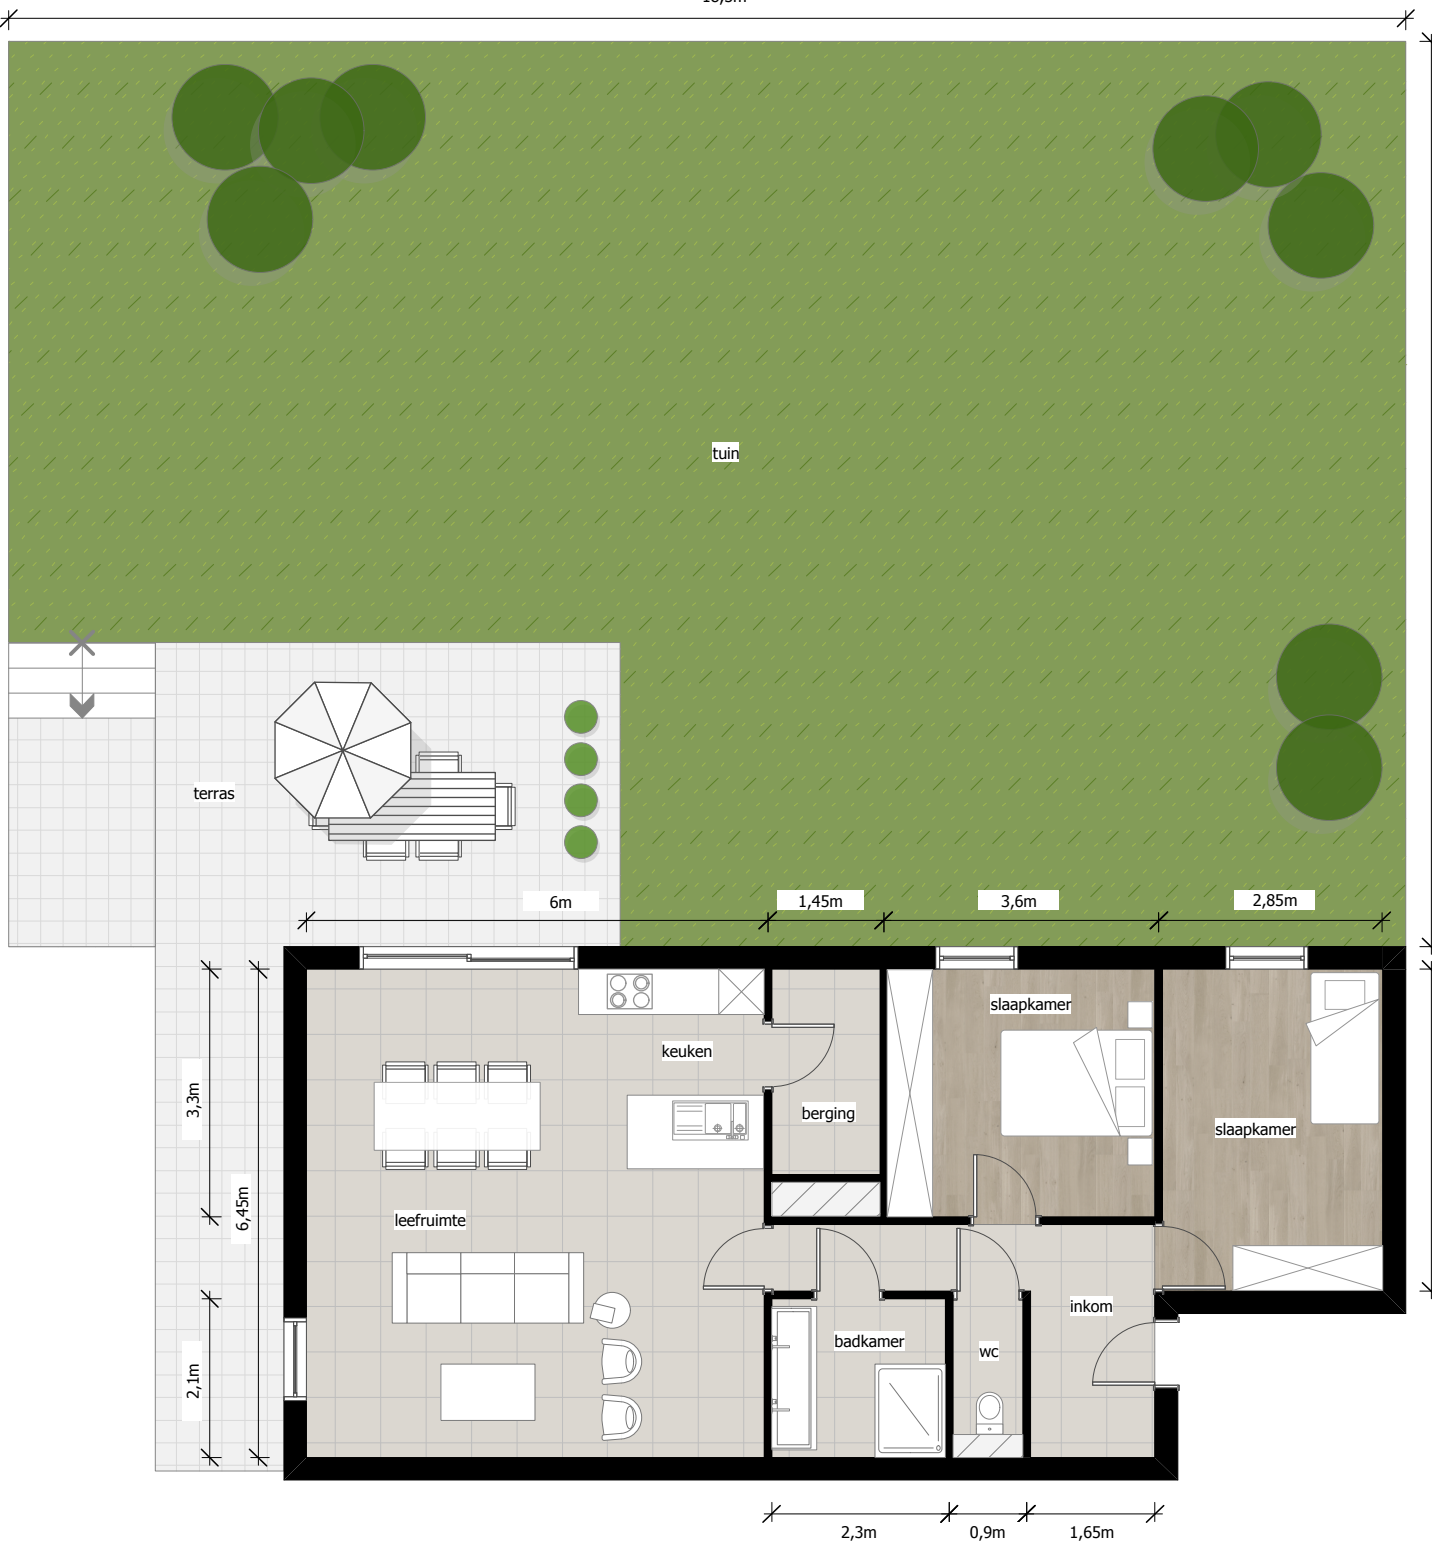 tuin
terras
6m
1,45m
3,6m
2,85m
slaapkamer
keuken
3,3m
berging
slaapkamer
6,45m
leefruimte
inkom
badkamer
wc
2,1m
2,3m
0,9m
1,65m